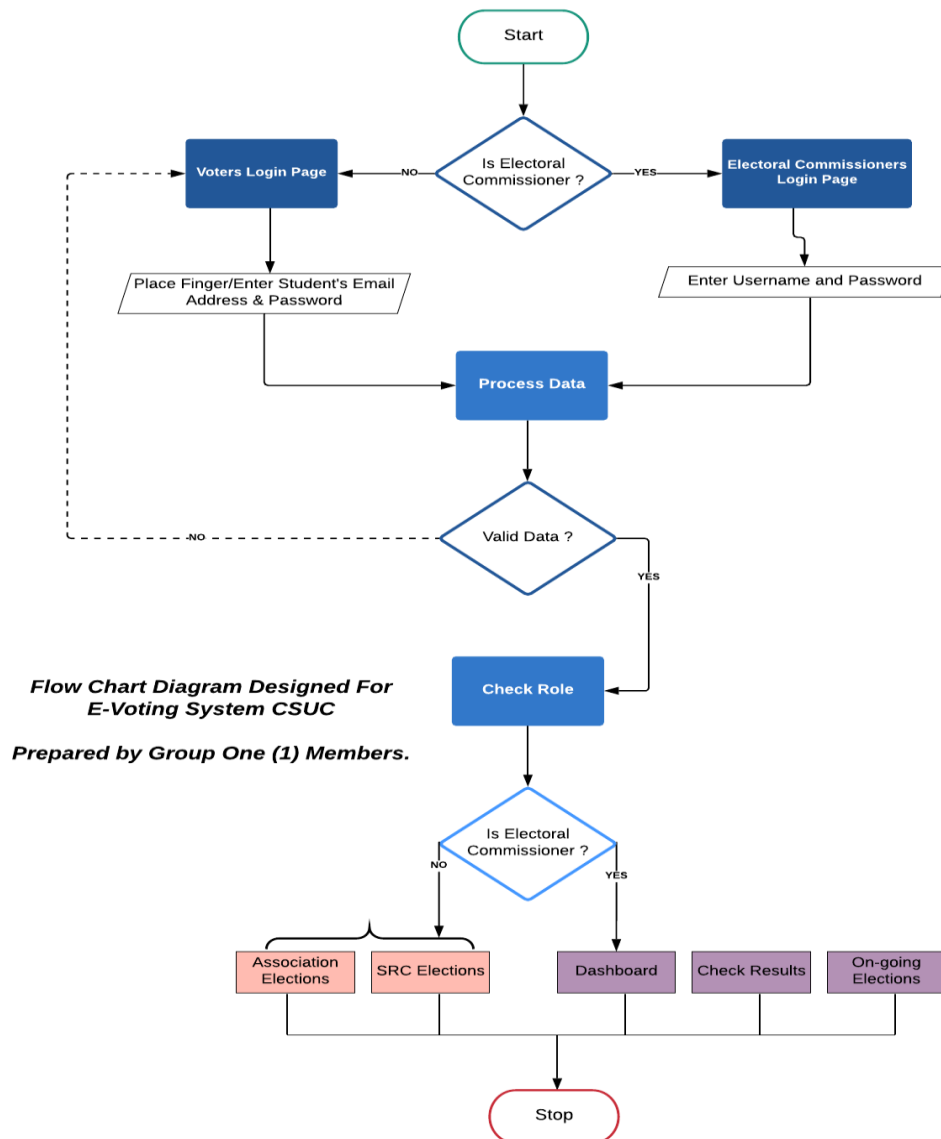 Start
Is Electoral
Commissioner ?
NO
YES
Voters Login Page
Electoral Commissioners
Login Page
Place Finger/Enter Student's Email
Address & Password
Enter Username and Password
Process Data
Valid Data ?
NO
YES
Check Role
Flow Chart Diagram Designed For
E-Voting System CSUC
Prepared by Group One (1) Members.
Is Electoral
Commissioner ?
NO
YES
Association
Elections
SRC Elections
Dashboard
Check Results
On-going
Elections
Stop